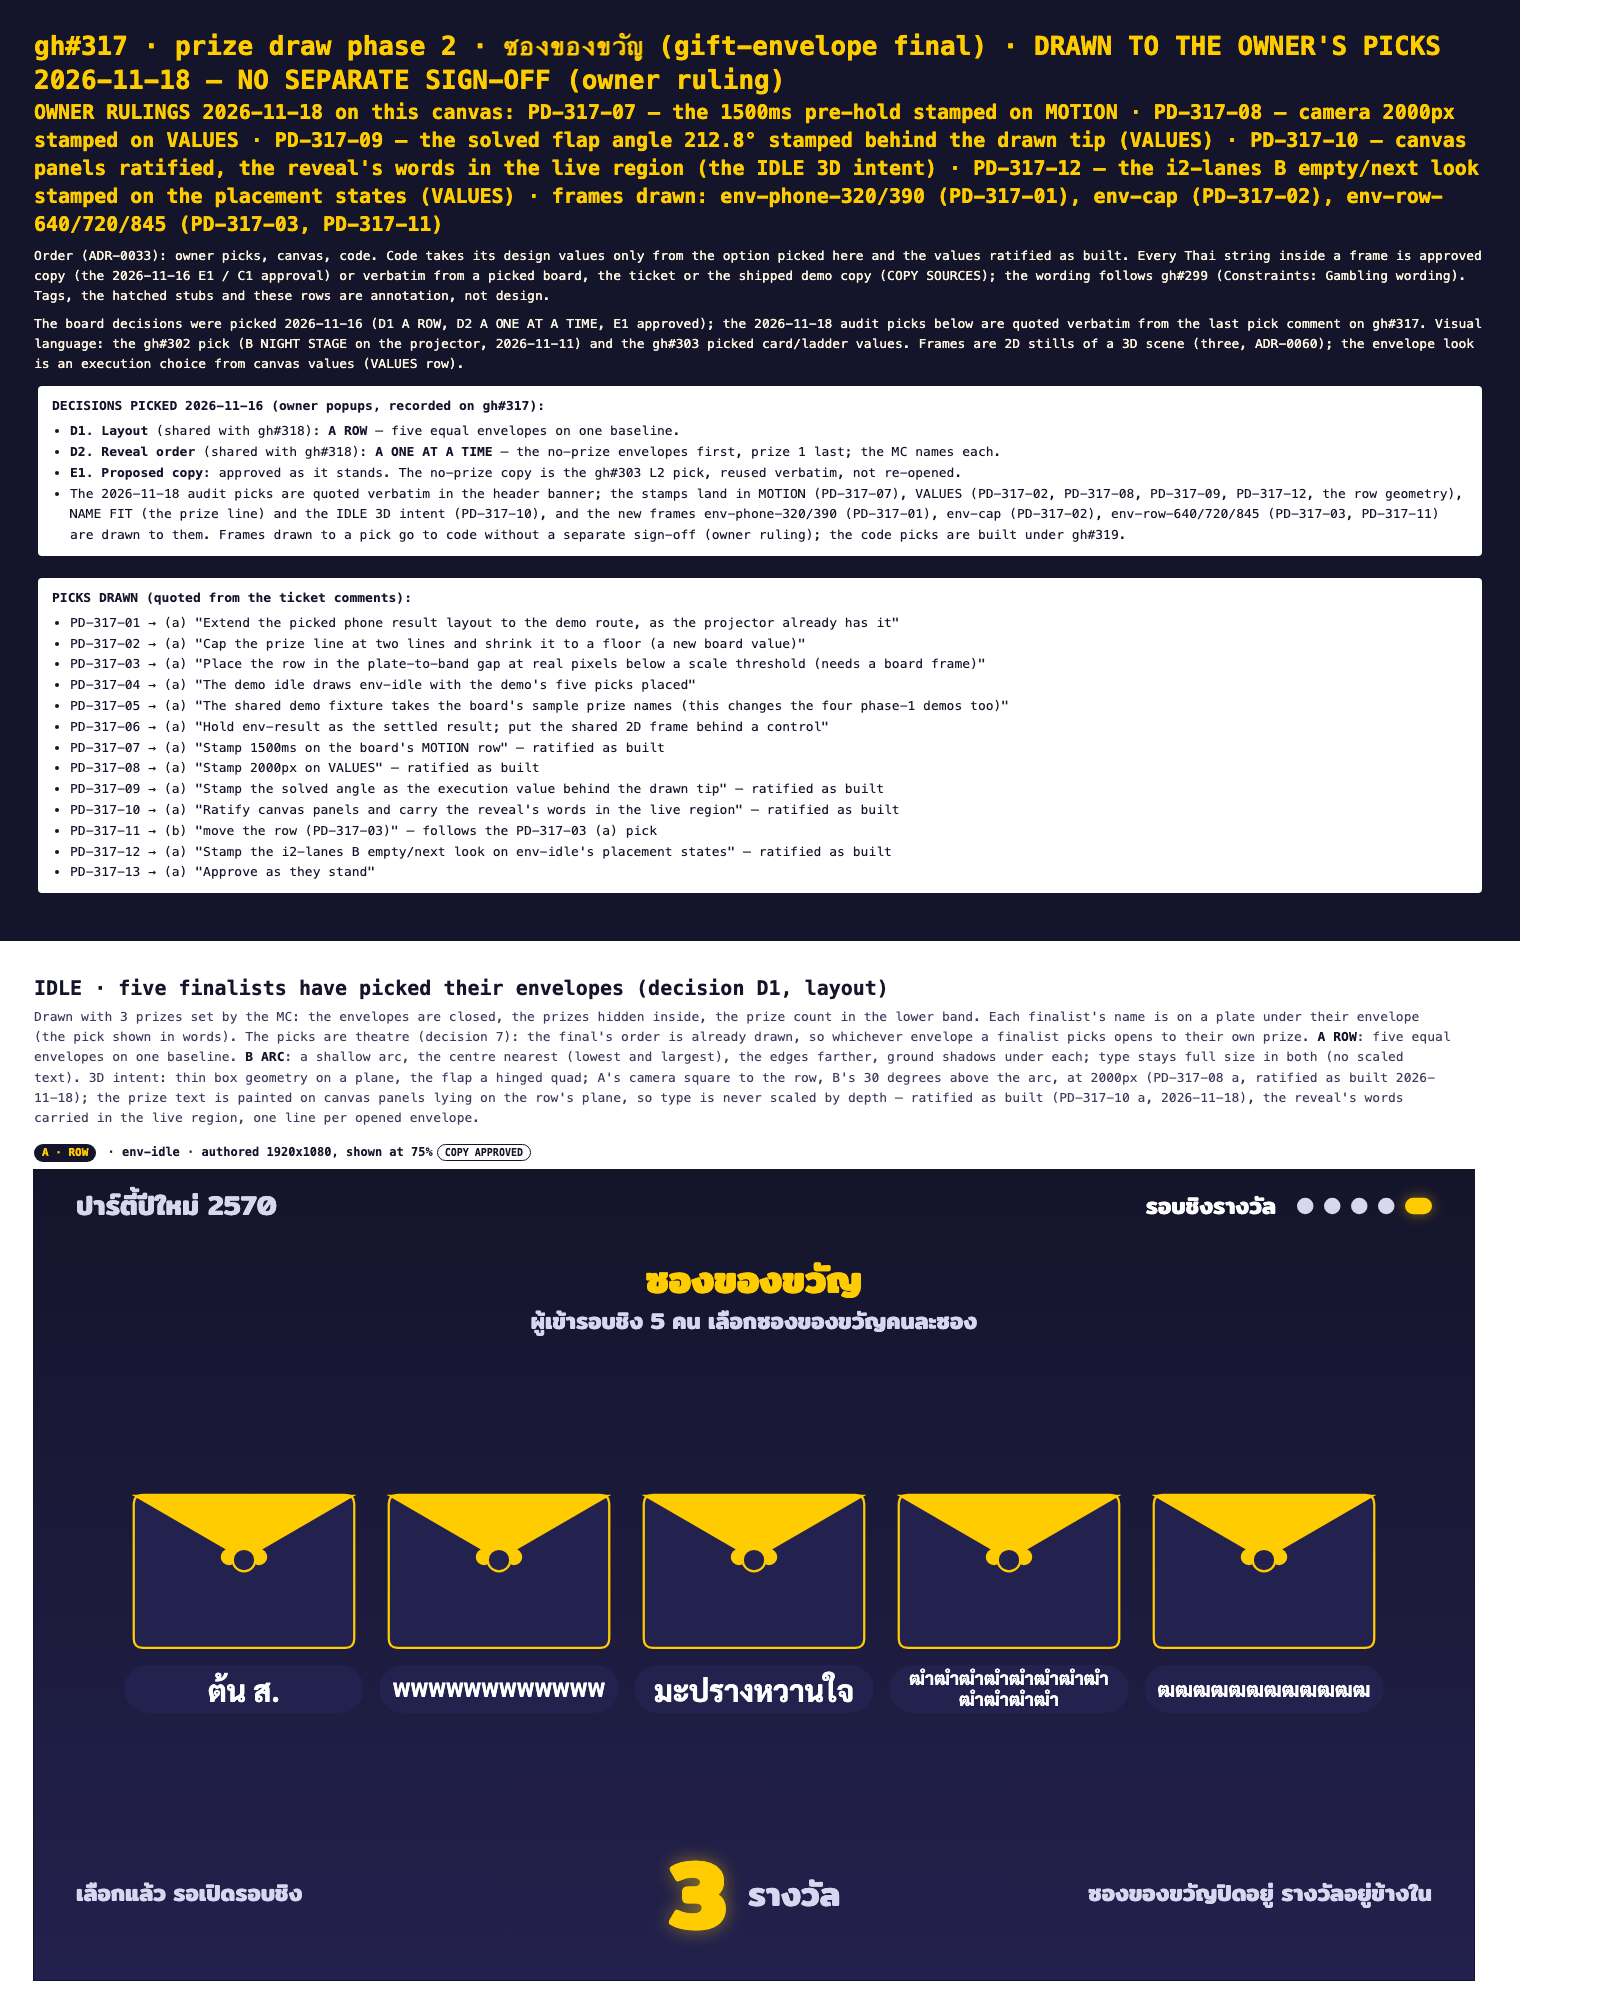 gh#317 · prize draw phase 2 · ซองของขวัญ (gift-envelope final) · DRAWN TO THE OWNER'S PICKS
2026-11-18 — NO SEPARATE SIGN-OFF (owner ruling)
OWNER RULINGS 2026-11-18 on this canvas: PD-317-07 — the 1500ms pre-hold stamped on MOTION · PD-317-08 — camera 2000px
stamped on VALUES · PD-317-09 — the solved flap angle 212.8° stamped behind the drawn tip (VALUES) · PD-317-10 — canvas
panels ratified, the reveal's words in the live region (the IDLE 3D intent) · PD-317-12 — the i2-lanes B empty/next look
stamped on the placement states (VALUES) · frames drawn: env-phone-320/390 (PD-317-01), env-cap (PD-317-02), env-row-
640/720/845 (PD-317-03, PD-317-11)
Order (ADR-0033): owner picks, canvas, code. Code takes its design values only from the option picked here and the values ratified as built. Every Thai string inside a frame is approved
copy (the 2026-11-16 E1 / C1 approval) or verbatim from a picked board, the ticket or the shipped demo copy (COPY SOURCES); the wording follows gh#299 (Constraints: Gambling wording).
Tags, the hatched stubs and these rows are annotation, not design.
The board decisions were picked 2026-11-16 (D1 A ROW, D2 A ONE AT A TIME, E1 approved); the 2026-11-18 audit picks below are quoted verbatim from the last pick comment on gh#317. Visual
language: the gh#302 pick (B NIGHT STAGE on the projector, 2026-11-11) and the gh#303 picked card/ladder values. Frames are 2D stills of a 3D scene (three, ADR-0060); the envelope look
is an execution choice from canvas values (VALUES row).
DECISIONS PICKED 2026-11-16 (owner popups, recorded on gh#317):
• D1. Layout (shared with gh#318): A ROW — five equal envelopes on one baseline.
• D2. Reveal order (shared with gh#318): A ONE AT A TIME — the no-prize envelopes first, prize 1 last; the MC names each.
• E1. Proposed copy: approved as it stands. The no-prize copy is the gh#303 L2 pick, reused verbatim, not re-opened.
• The 2026-11-18 audit picks are quoted verbatim in the header banner; the stamps land in MOTION (PD-317-07), VALUES (PD-317-02, PD-317-08, PD-317-09, PD-317-12, the row geometry),
NAME FIT (the prize line) and the IDLE 3D intent (PD-317-10), and the new frames env-phone-320/390 (PD-317-01), env-cap (PD-317-02), env-row-640/720/845 (PD-317-03, PD-317-11)
are drawn to them. Frames drawn to a pick go to code without a separate sign-off (owner ruling); the code picks are built under gh#319.
PICKS DRAWN (quoted from the ticket comments):
• PD-317-01 → (a) "Extend the picked phone result layout to the demo route, as the projector already has it"
• PD-317-02 → (a) "Cap the prize line at two lines and shrink it to a floor (a new board value)"
• PD-317-03 → (a) "Place the row in the plate-to-band gap at real pixels below a scale threshold (needs a board frame)"
• PD-317-04 → (a) "The demo idle draws env-idle with the demo's five picks placed"
• PD-317-05 → (a) "The shared demo fixture takes the board's sample prize names (this changes the four phase-1 demos too)"
• PD-317-06 → (a) "Hold env-result as the settled result; put the shared 2D frame behind a control"
• PD-317-07 → (a) "Stamp 1500ms on the board's MOTION row" — ratified as built
• PD-317-08 → (a) "Stamp 2000px on VALUES" — ratified as built
• PD-317-09 → (a) "Stamp the solved angle as the execution value behind the drawn tip" — ratified as built
• PD-317-10 → (a) "Ratify canvas panels and carry the reveal's words in the live region" — ratified as built
• PD-317-11 → (b) "move the row (PD-317-03)" — follows the PD-317-03 (a) pick
• PD-317-12 → (a) "Stamp the i2-lanes B empty/next look on env-idle's placement states" — ratified as built
• PD-317-13 → (a) "Approve as they stand"
IDLE · five finalists have picked their envelopes (decision D1, layout)
Drawn with 3 prizes set by the MC: the envelopes are closed, the prizes hidden inside, the prize count in the lower band. Each finalist's name is on a plate under their envelope
(the pick shown in words). The picks are theatre (decision 7): the final's order is already drawn, so whichever envelope a finalist picks opens to their own prize. A ROW: five equal
envelopes on one baseline. B ARC: a shallow arc, the centre nearest (lowest and largest), the edges farther, ground shadows under each; type stays full size in both (no scaled
text). 3D intent: thin box geometry on a plane, the flap a hinged quad; A's camera square to the row, B's 30 degrees above the arc, at 2000px (PD-317-08 a, ratified as built 2026-
11-18); the prize text is painted on canvas panels lying on the row's plane, so type is never scaled by depth — ratified as built (PD-317-10 a, 2026-11-18), the reveal's words
carried in the live region, one line per opened envelope.
A · ROW · env-idle · authored 1920x1080, shown at 75% COPY APPROVED
ปาร์ตี้ปีใหม่ 2570
รอบชิงรางวัล
ซองของขวัญ
ผู้เข้ารอบชิง 5 คน เลือกซองของขวัญคนละซอง
ต้น ส.
WWWWWWWWWWWW
มะปรางหวานใจ
ฒำฒำฒำฒำฒำฒำฒำฒำ
ฒำฒำฒำฒำ
ฒฒฒฒฒฒฒฒฒฒฒฒ
เลือกแล้ว รอเปิดรอบชิง
3 รางวัล
ซองของขวัญปิดอยู่ รางวัลอยู่ข้างใน